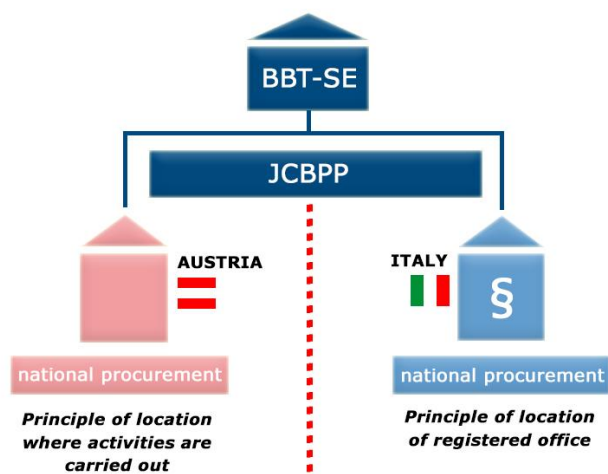 BBT-SE
JCBPP
AUSTRIA
ITALY
§
national procurement
national procurement
Principle of location
where activities are
carried out
Principle of location
of registered office